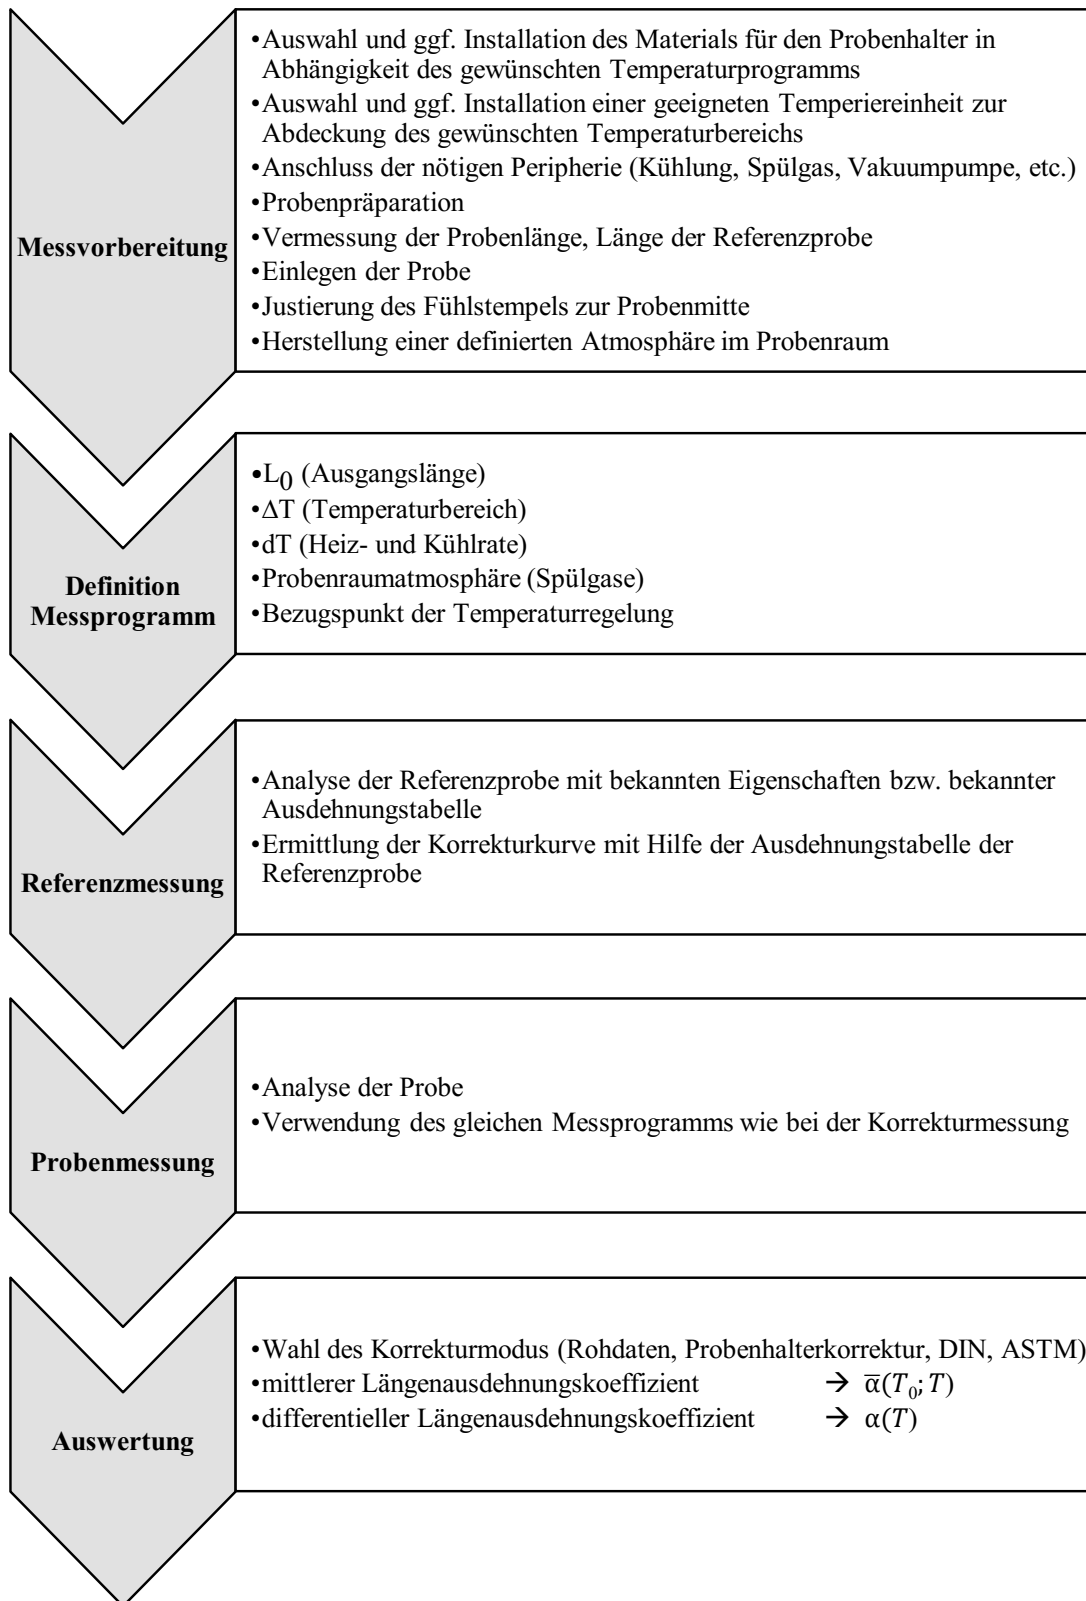 Messvorbereitung
•Auswahl und ggf. Installation des Materials für den Probenhalter in
Abhängigkeit des gewünschten Temperaturprogramms
•Auswahl und ggf. Installation einer geeigneten Temperiereinheit zur
Abdeckung des gewünschten Temperaturbereichs
•Anschluss der nötigen Peripherie (Kühlung, Spülgas, Vakuumpumpe, etc.)
•Probenpräparation
•Vermessung der Probenlänge, Länge der Referenzprobe
•Einlegen der Probe
•Justierung des Fühlstempels zur Probenmitte
•Herstellung einer definierten Atmosphäre im Probenraum
Definition
Messprogramm
•L₀ (Ausgangslänge)
•ΔT (Temperaturbereich)
•dT (Heiz- und Kühlrate)
•Probenraumatmosphäre (Spülgase)
•Bezugspunkt der Temperaturregelung
Referenzmessung
•Analyse der Referenzprobe mit bekannten Eigenschaften bzw. bekannter
Ausdehnungstabelle
•Ermittlung der Korrekturkurve mit Hilfe der Ausdehnungstabelle der
Referenzprobe
Probenmessung
•Analyse der Probe
•Verwendung des gleichen Messprogramms wie bei der Korrekturmessung
Auswertung
•Wahl des Korrekturmodus (Rohdaten, Probenhalterkorrektur, DIN, ASTM)
•mittlerer Längenausdehnungskoeffizient → α̅(T₀; T)
•differentieller Längenausdehnungskoeffizient → α(T)